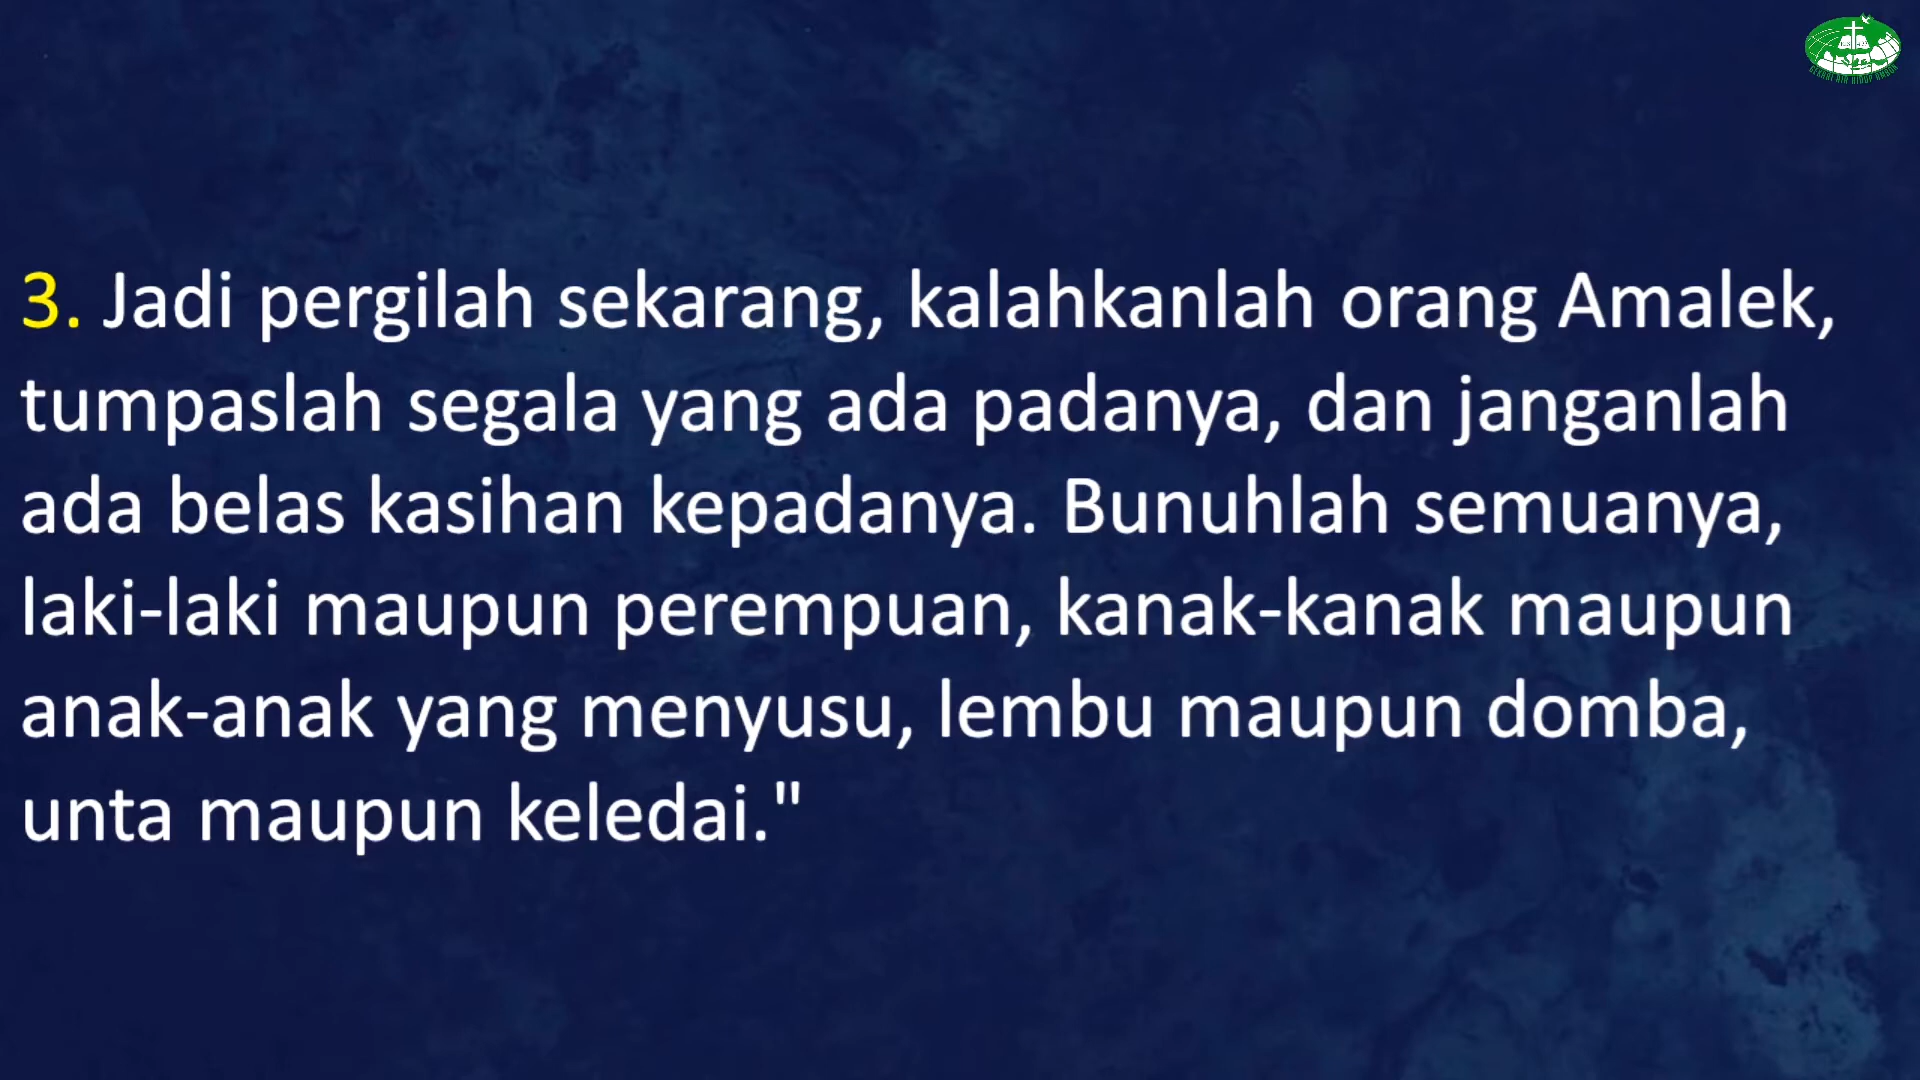 3. Jadi pergilah sekarang, kalahkanlah orang Amalek,
tumpaslah segala yang ada padanya, dan janganlah
ada belas kasihan kepadanya. Bunuhlah semuanya,
laki-laki maupun perempuan, kanak-kanak maupun
anak-anak yang menyusu, lembu maupun domba,
unta maupun keledai."